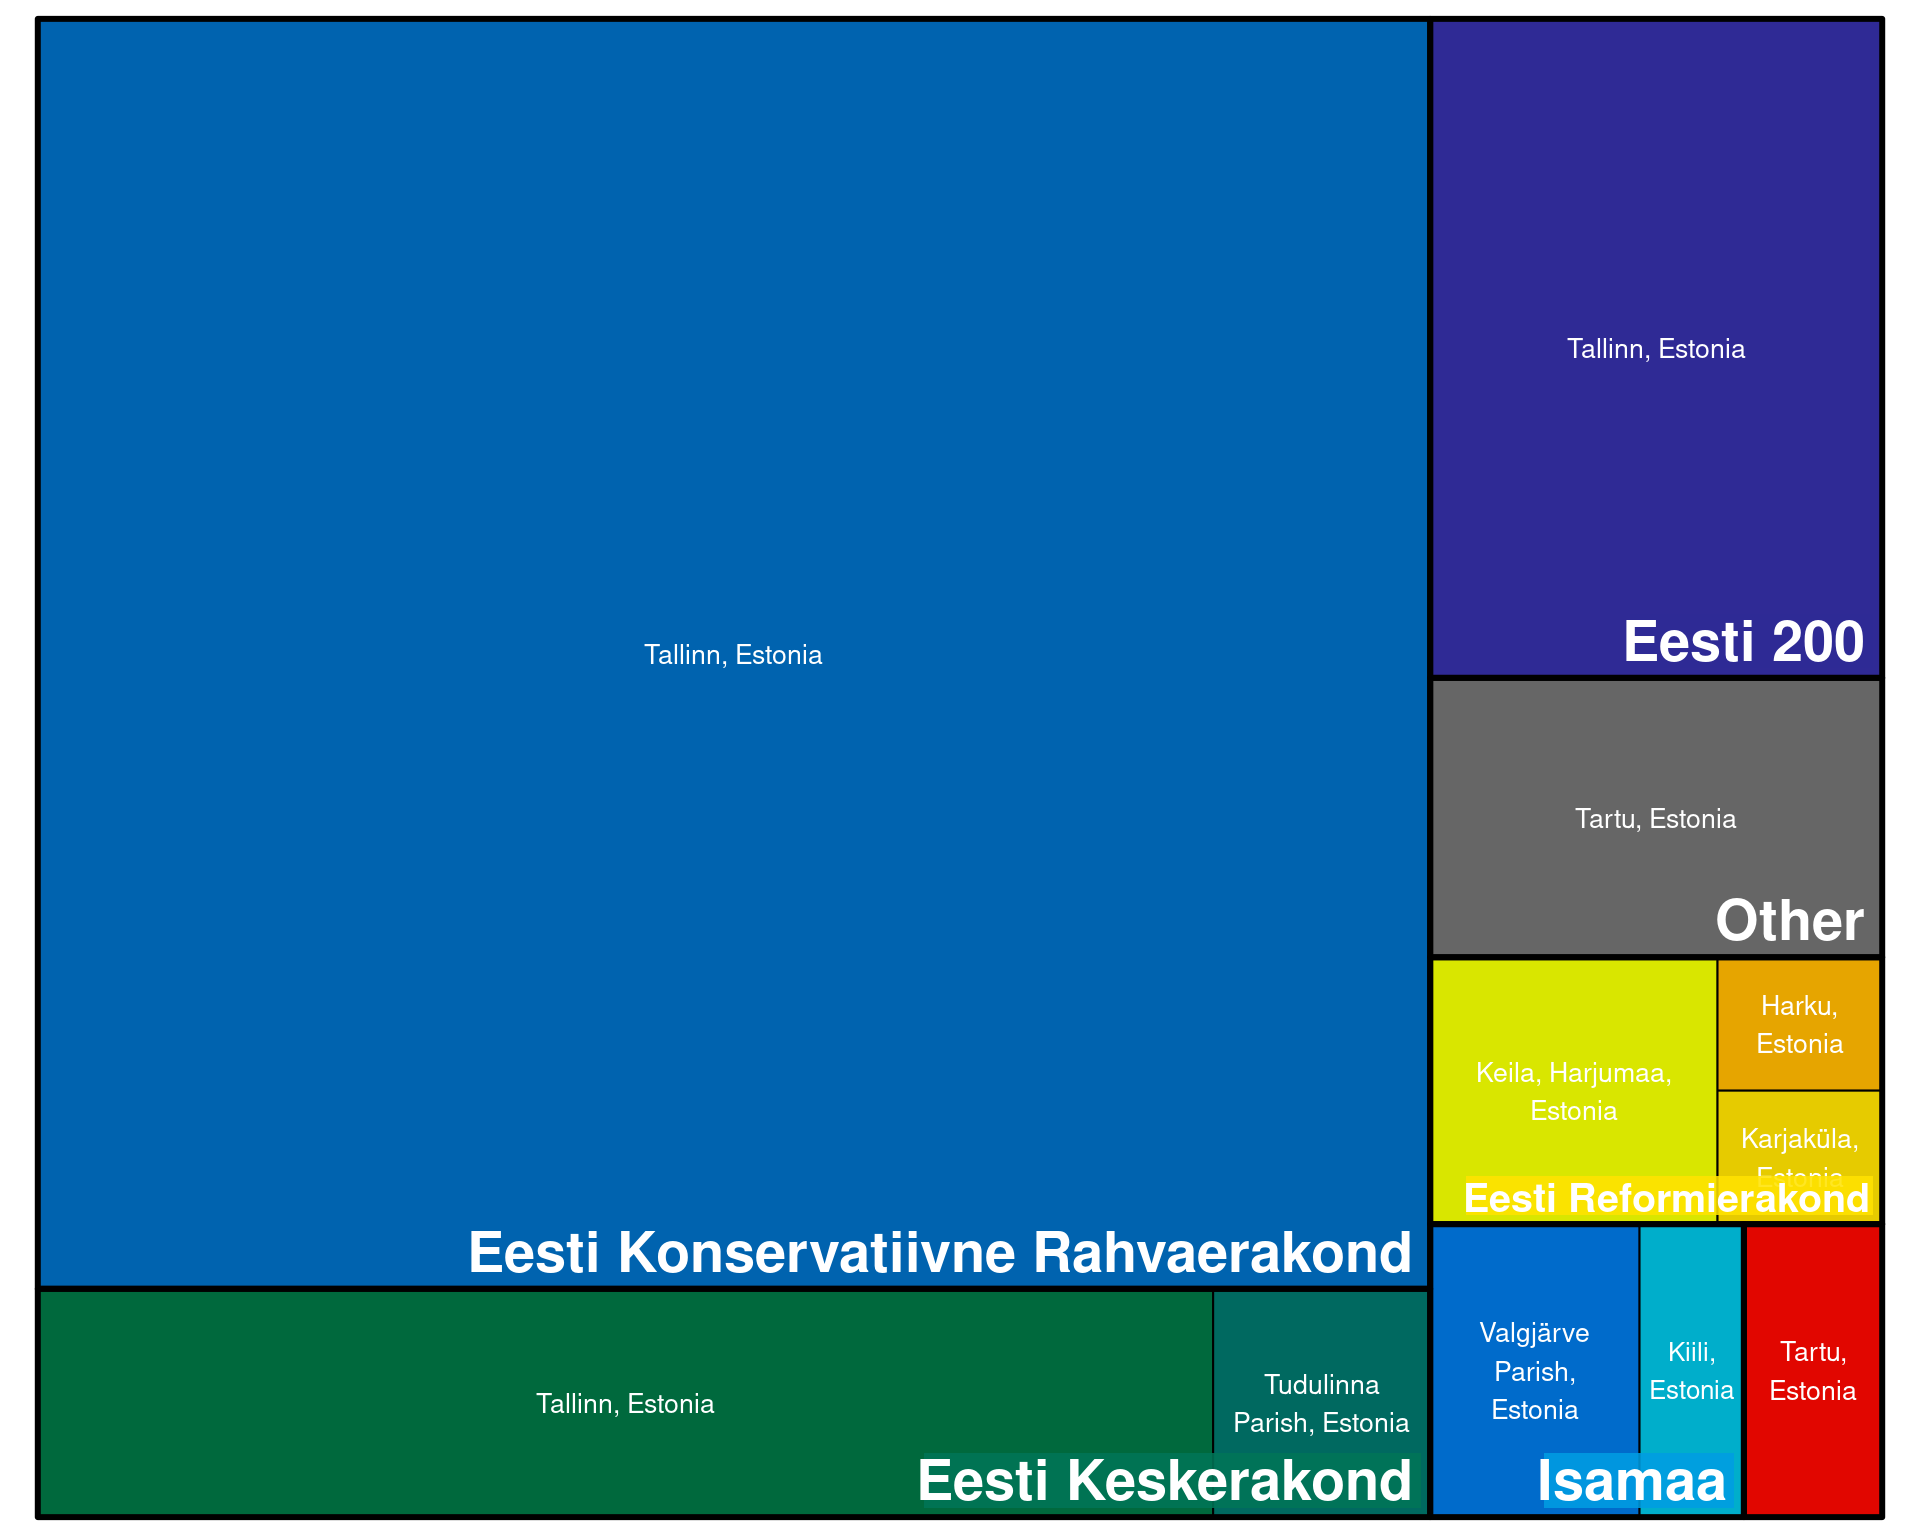 Tallinn, Estonia
Eesti Konservatiivne Rahvaerakond
Tallinn, Estonia
Tudulinna
Parish, Estonia
Eesti Keskerakond
Tallinn, Estonia
Eesti 200
Tartu, Estonia
Other
Keila, Harjumaa,
Estonia
Harku,
Estonia
Karjaküla,
Estonia
Eesti Reformierakond
Valgjärve
Parish,
Estonia
Kiili,
Estonia
Isamaa
Tartu,
Estonia